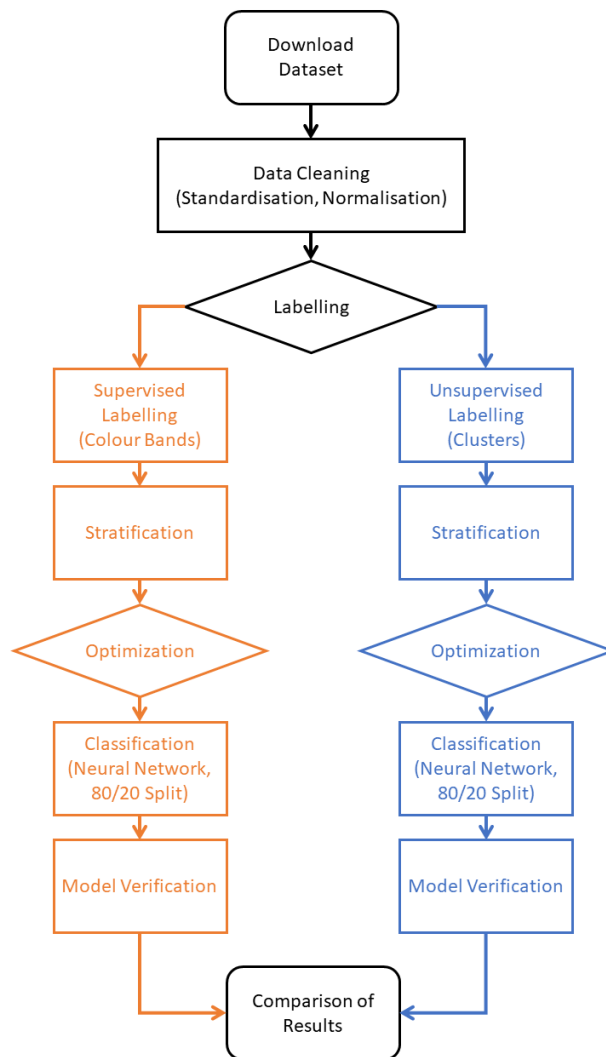 Download
Dataset
Data Cleaning
(Standardisation, Normalisation)
Labelling
Supervised
Labelling
(Colour Bands)
Stratification
Optimization
Classification
(Neural Network,
80/20 Split)
Model Verification
Unsupervised
Labelling
(Clusters)
Stratification
Optimization
Classification
(Neural Network,
80/20 Split)
Model Verification
Comparison of
Results